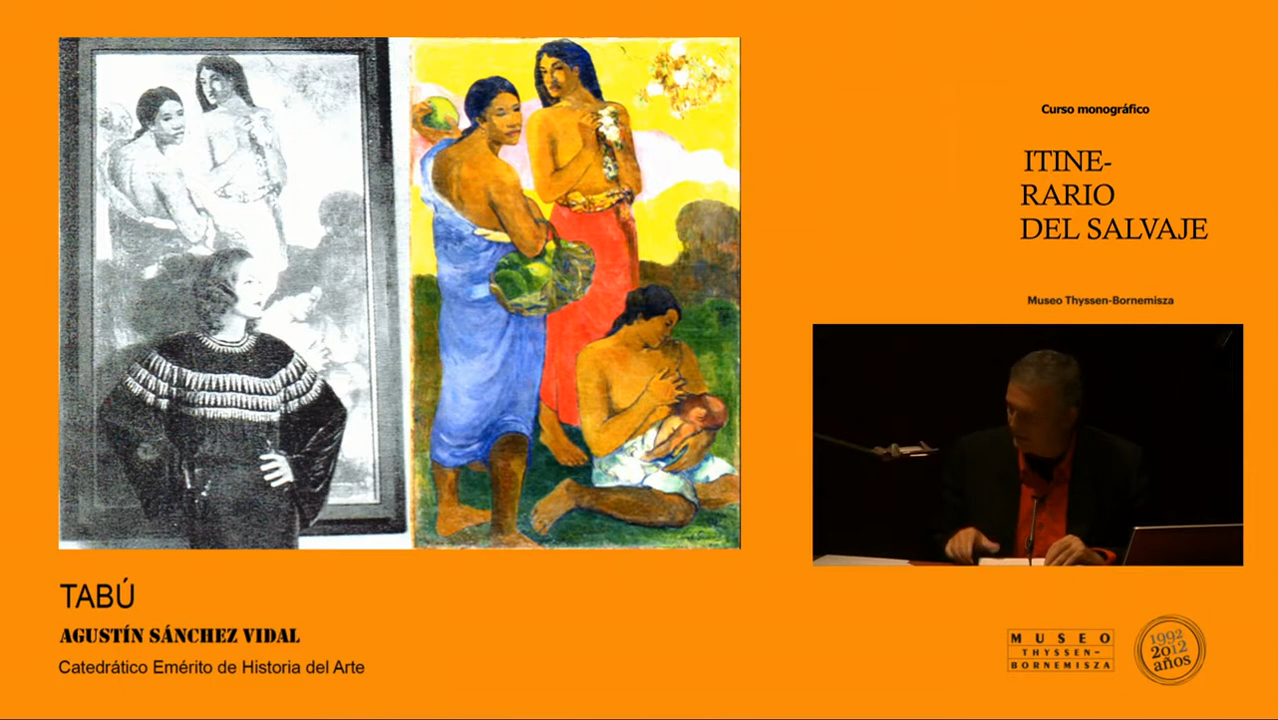 Curso monográfico
ITINE-
RARIO
DEL SALVAJE
Museo Thyssen-Bornemisza
TABÚ
AGUSTÍN SÁNCHEZ VIDAL
Catedrático Emérito de Historia del Arte
MUSEO
THYSSEN-
BORNEMISZA
1992
2012
años